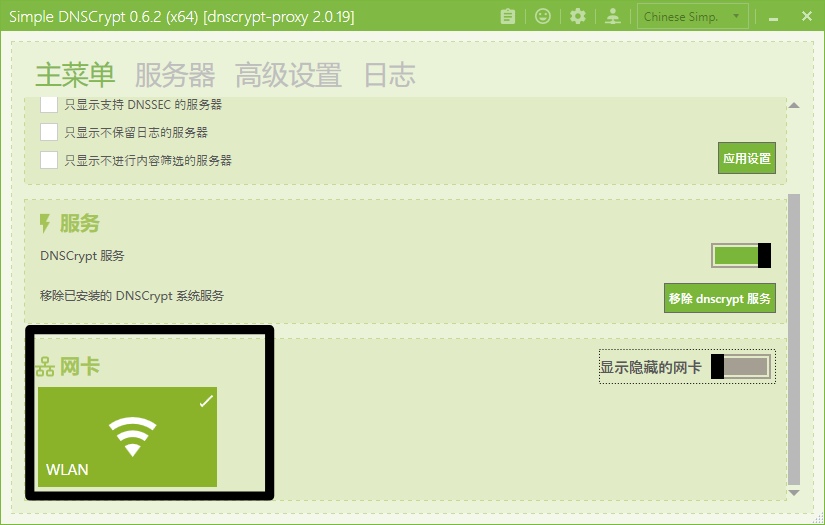 Simple DNSCrypt 0.6.2 (x64) [dnscrypt-proxy 2.0.19]
Chinese Simp.
主菜单 服务器 高级设置 日志
只显示支持 DNSSEC 的服务器
只显示不保留日志的服务器
只显示不进行内容筛选的服务器
应用设置
服务
DNSCrypt 服务
移除已安装的 DNSCrypt 系统服务
移除 dnscrypt 服务
网卡
显示隐藏的网卡
WLAN